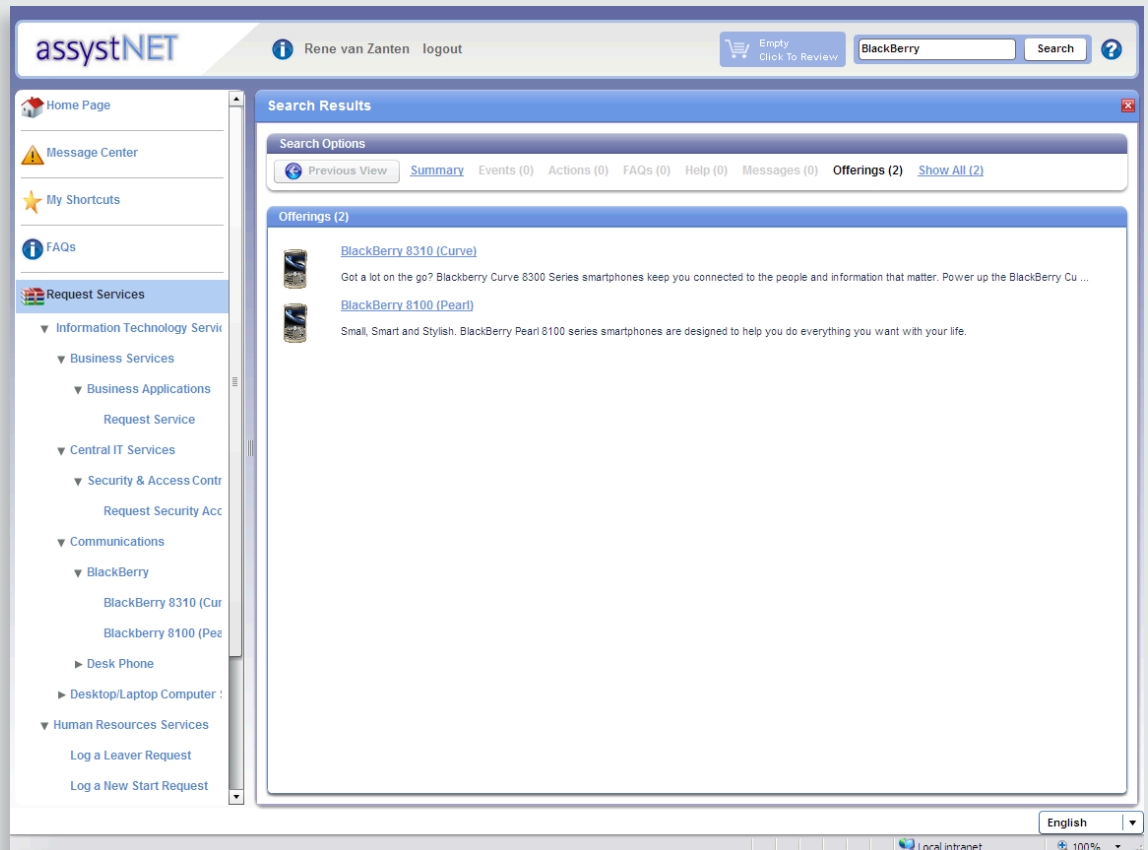 assystNET
Rene van Zanten logout
Empty
Click To Review
BlackBerry
Search
Home Page
Message Center
My Shortcuts
FAQs
Request Services
Information Technology Servic
Business Services
Business Applications
Request Service
Central IT Services
Security & Access Contr
Request Security Acc
Communications
BlackBerry
BlackBerry 8310 (Cur
Blackberry 8100 (Pea
Desk Phone
Desktop/Laptop Computer S
Human Resources Services
Log a Leaver Request
Log a New Start Request
Search Results
Search Options
Previous View Summary Events (0) Actions (0) FAQs (0) Help (0) Messages (0) Offerings (2) Show All (2)
Offerings (2)
BlackBerry 8310 (Curve)
Got a lot on the go? Blackberry Curve 8300 Series smartphones keep you connected to the people and information that matter. Power up the BlackBerry Cu ...
BlackBerry 8100 (Pearl)
Small, Smart and Stylish. BlackBerry Pearl 8100 series smartphones are designed to help you do everything you want with your life.
English
Local intranet 100%